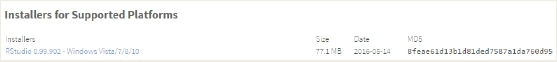 Installers for Supported Platforms
Installers Size Date MD5
RStudio 0.99.902 - Windows Vista/7/8/10 77.1 MB 2016-05-14 8feae61d13b1d81ded7587a1da760d95